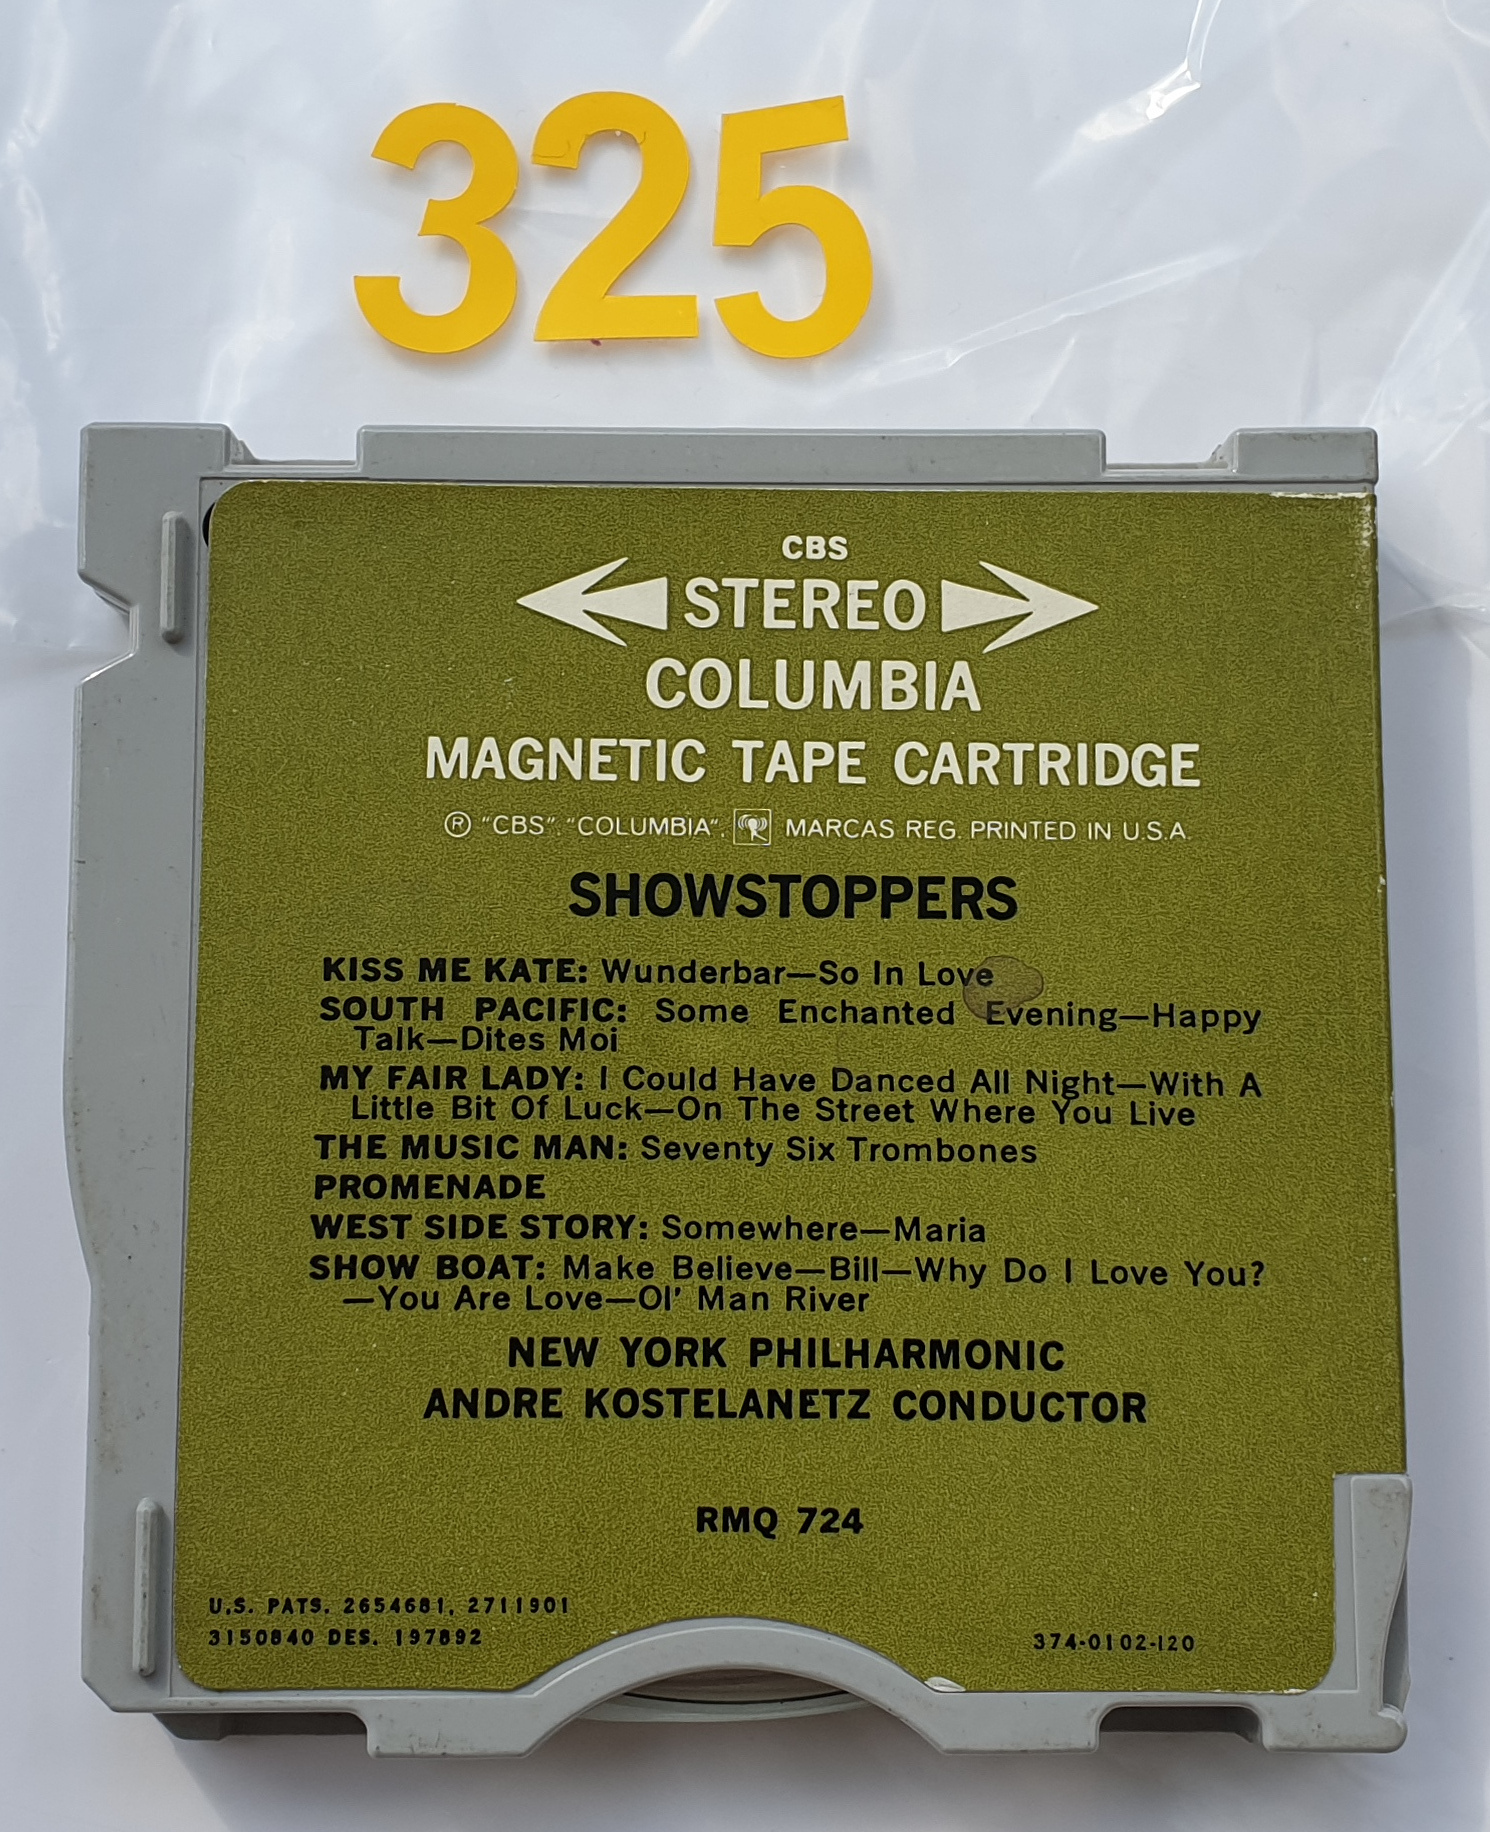 325
CBS
STEREO
COLUMBIA
MAGNETIC TAPE CARTRIDGE
® "CBS", "COLUMBIA", MARCAS REG. PRINTED IN U.S.A.
SHOWSTOPPERS
KISS ME KATE: Wunderbar—So In Love
SOUTH PACIFIC: Some Enchanted Evening—Happy
Talk—Dites Moi
MY FAIR LADY: I Could Have Danced All Night—With A
Little Bit Of Luck—On The Street Where You Live
THE MUSIC MAN: Seventy Six Trombones
PROMENADE
WEST SIDE STORY: Somewhere—Maria
SHOW BOAT: Make Believe—Bill—Why Do I Love You?
—You Are Love—Ol' Man River
NEW YORK PHILHARMONIC
ANDRE KOSTELANETZ CONDUCTOR
RMQ 724
U.S. PATS. 2654681, 2711901
3150840 DES. 197892
374-0102-120